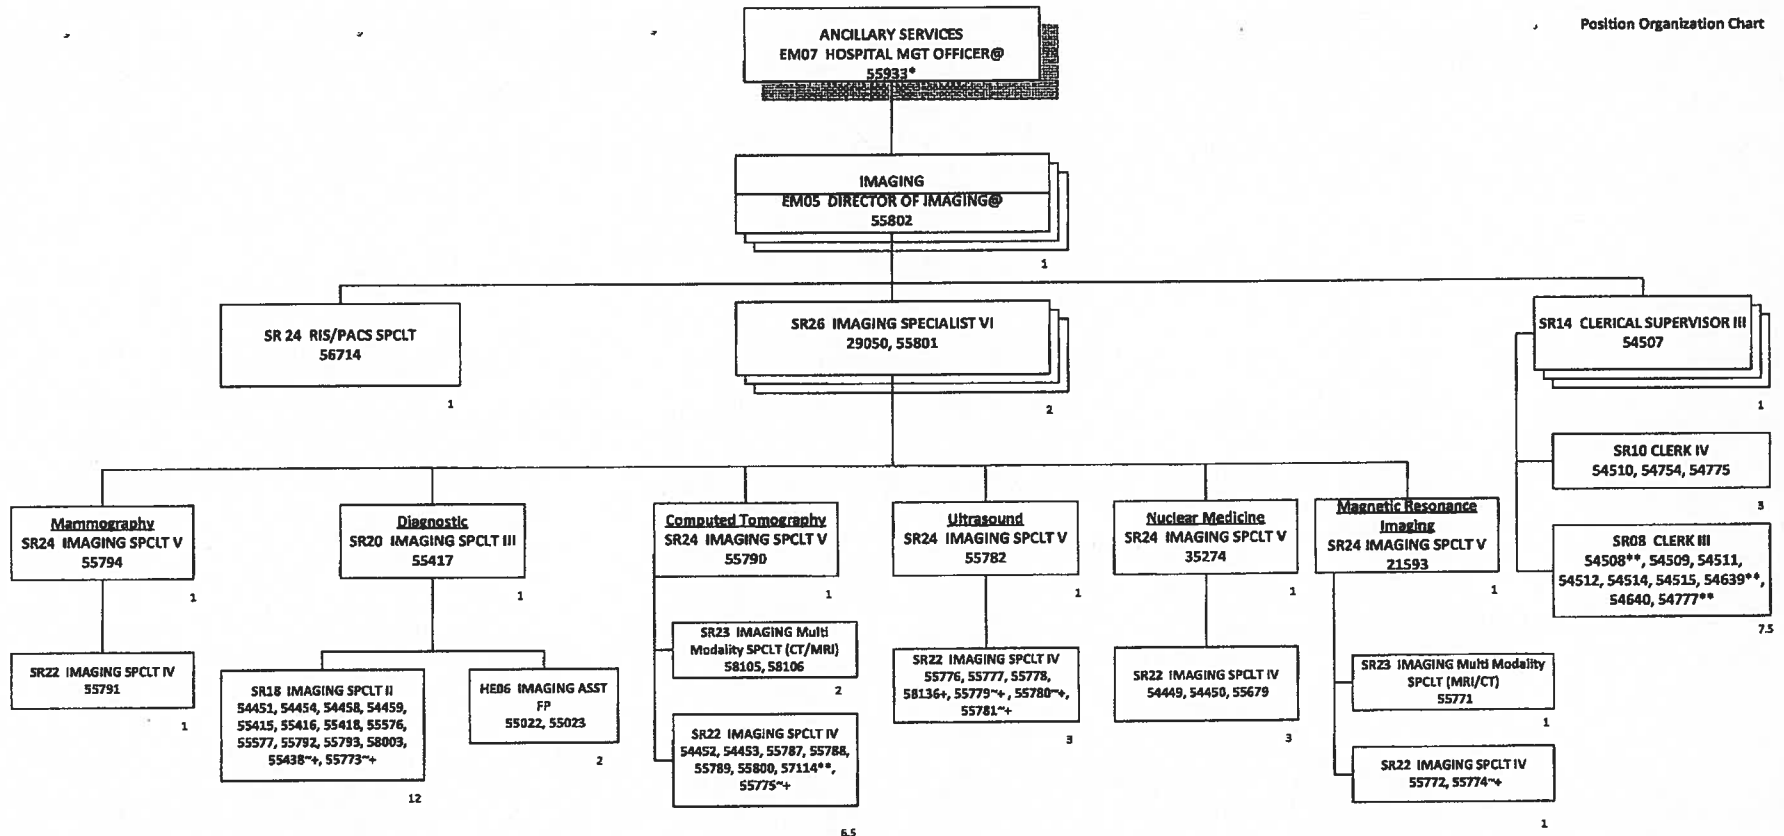 Position Organization Chart
ANCILLARY SERVICES
EM07 HOSPITAL MGT OFFICER@
55933*
IMAGING
EM05 DIRECTOR OF IMAGING@
55802
1
SR 24 RIS/PACS SPCLT
56714
1
SR26 IMAGING SPECIALIST VI
29050, 55801
2
SR14 CLERICAL SUPERVISOR III
54507
1
SR10 CLERK IV
54510, 54754, 54775
3
SR08 CLERK III
54508**, 54509, 54511,
54512, 54514, 54515, 54639**,
54640, 54777**
7.5
Mammography
SR24 IMAGING SPCLT V
55794
1
SR22 IMAGING SPCLT IV
55791
1
Diagnostic
SR20 IMAGING SPCLT III
55417
1
SR18 IMAGING SPCLT II
54451, 54454, 54458, 54459,
55415, 55416, 55418, 55576,
55577, 55792, 55793, 58003,
55438~+, 55773~+
12
HE06 IMAGING ASST
FP
55022, 55023
2
Computed Tomography
SR24 IMAGING SPCLT V
55790
1
SR23 IMAGING Multi
Modality SPCLT (CT/MRI)
58105, 58106
2
SR22 IMAGING SPCLT IV
54452, 54453, 55787, 55788,
55789, 55800, 57114**,
55775~+
6.5
Ultrasound
SR24 IMAGING SPCLT V
55782
1
SR22 IMAGING SPCLT IV
55776, 55777, 55778,
58136+, 55779~+ , 55780~+,
55781~+
3
Nuclear Medicine
SR24 IMAGING SPCLT V
35274
1
SR22 IMAGING SPCLT IV
54449, 54450, 55679
3
Magnetic Resonance
Imaging
SR24 IMAGING SPCLT V
21593
1
SR23 IMAGING Multi Modality
SPCLT (MRI/CT)
55771
1
SR22 IMAGING SPCLT IV
55772, 55774~+
1